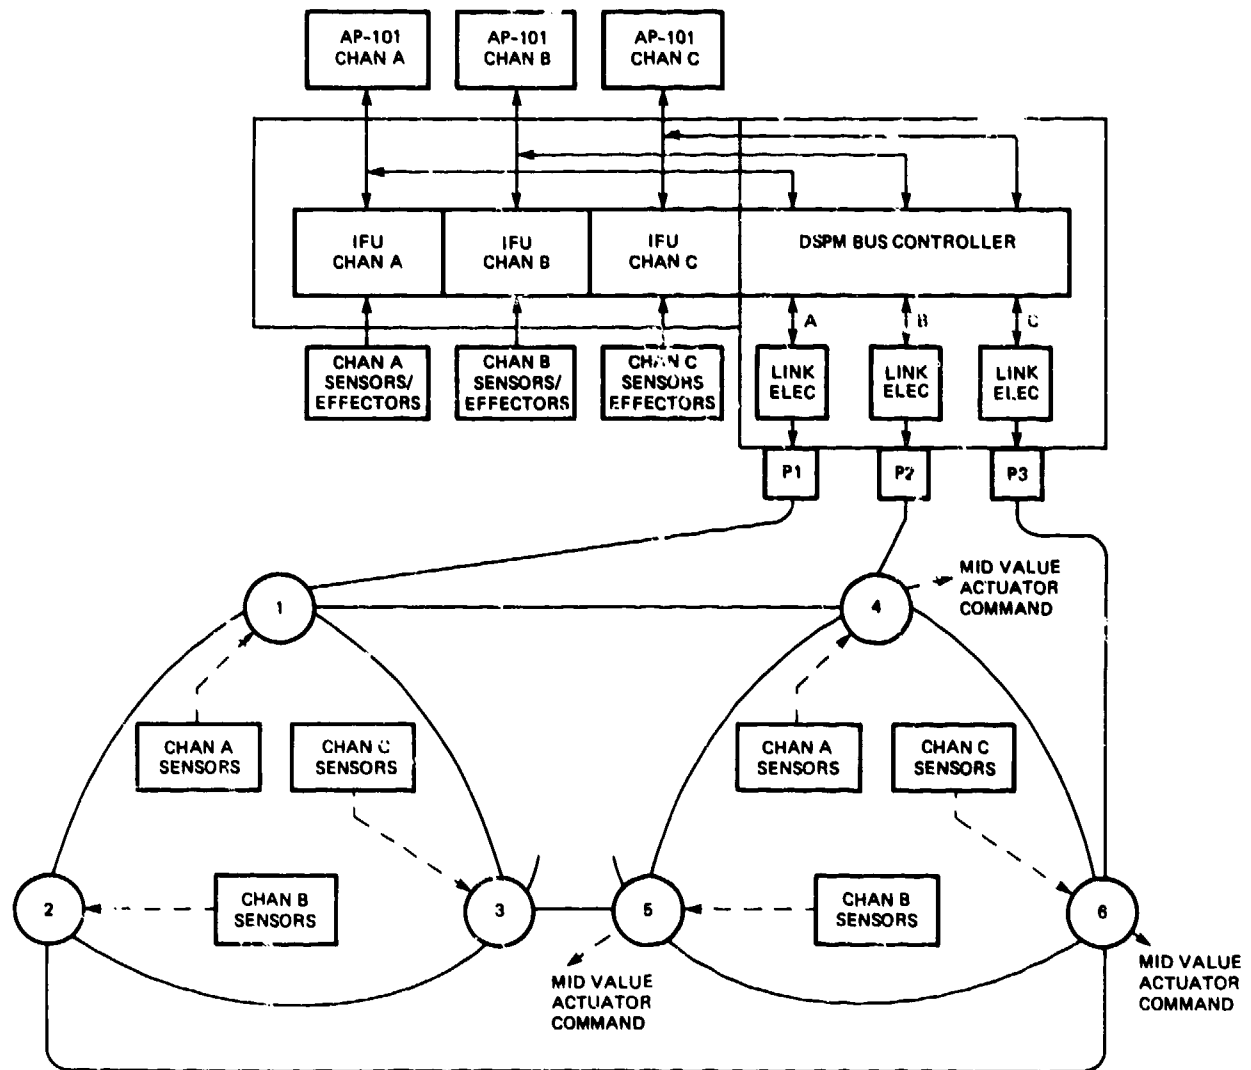 AP-101
CHAN A
AP-101
CHAN B
AP-101
CHAN C
IFU
CHAN A
IFU
CHAN B
IFU
CHAN C
DSPM BUS CONTROLLER
A
B
C
CHAN A
SENSORS/
EFFECTORS
CHAN B
SENSORS/
EFFECTORS
CHAN C
SENSORS
EFFECTORS
LINK
ELEC
LINK
ELEC
LINK
ELEC
P1
P2
P3
1
4
MID VALUE
ACTUATOR
COMMAND
CHAN A
SENSORS
CHAN C
SENSORS
CHAN A
SENSORS
CHAN C
SENSORS
2
CHAN B
SENSORS
3
5
CHAN B
SENSORS
6
MID VALUE
ACTUATOR
COMMAND
MID VALUE
ACTUATOR
COMMAND